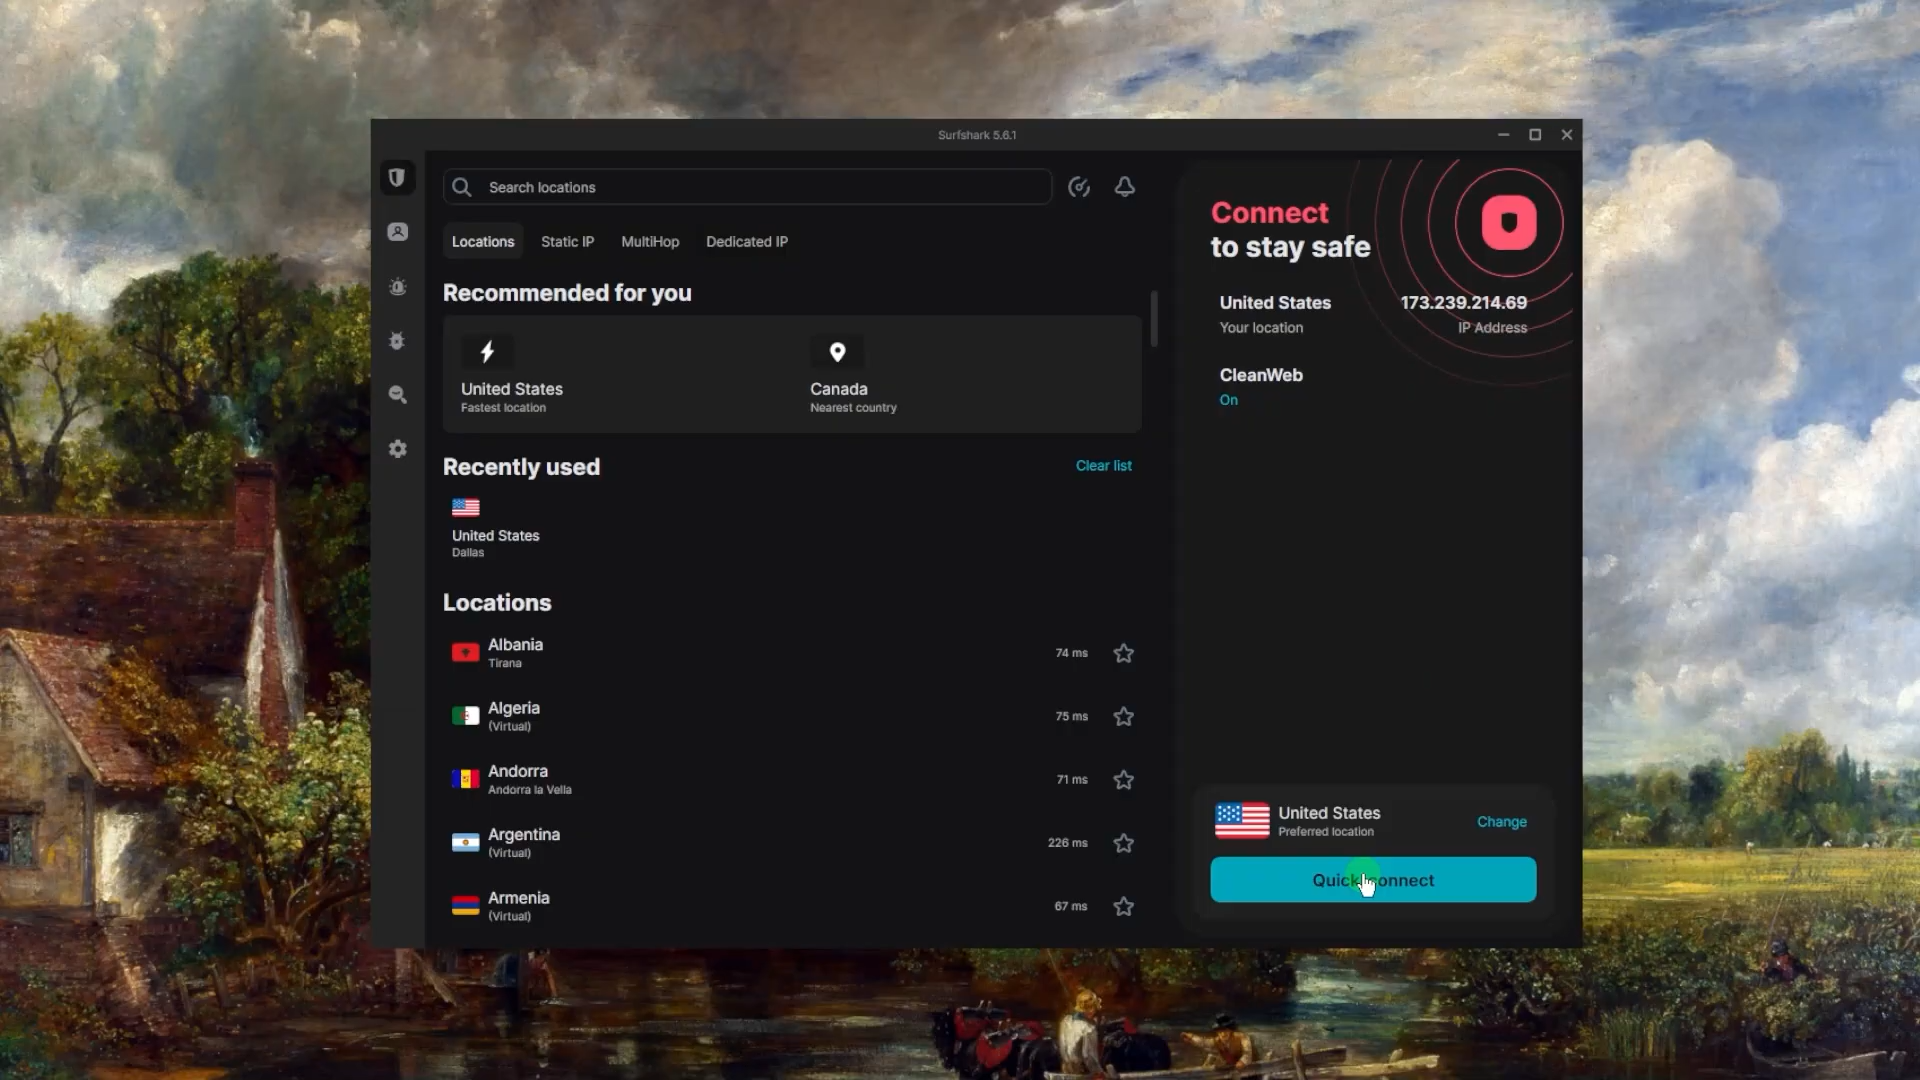 Surfshark 5.6.1
Search locations
Locations
Static IP
MultiHop
Dedicated IP
Recommended for you
United States
Fastest location
Canada
Nearest country
Recently used
Clear list
United States
Dallas
Locations
Albania
Tirana
74 ms
Algeria
(Virtual)
75 ms
Andorra
Andorra la Vella
71 ms
Argentina
(Virtual)
226 ms
Armenia
(Virtual)
67 ms
Connect
to stay safe
United States
173.239.214.69
Your location
IP Address
CleanWeb
On
United States
Preferred location
Change
Quick connect